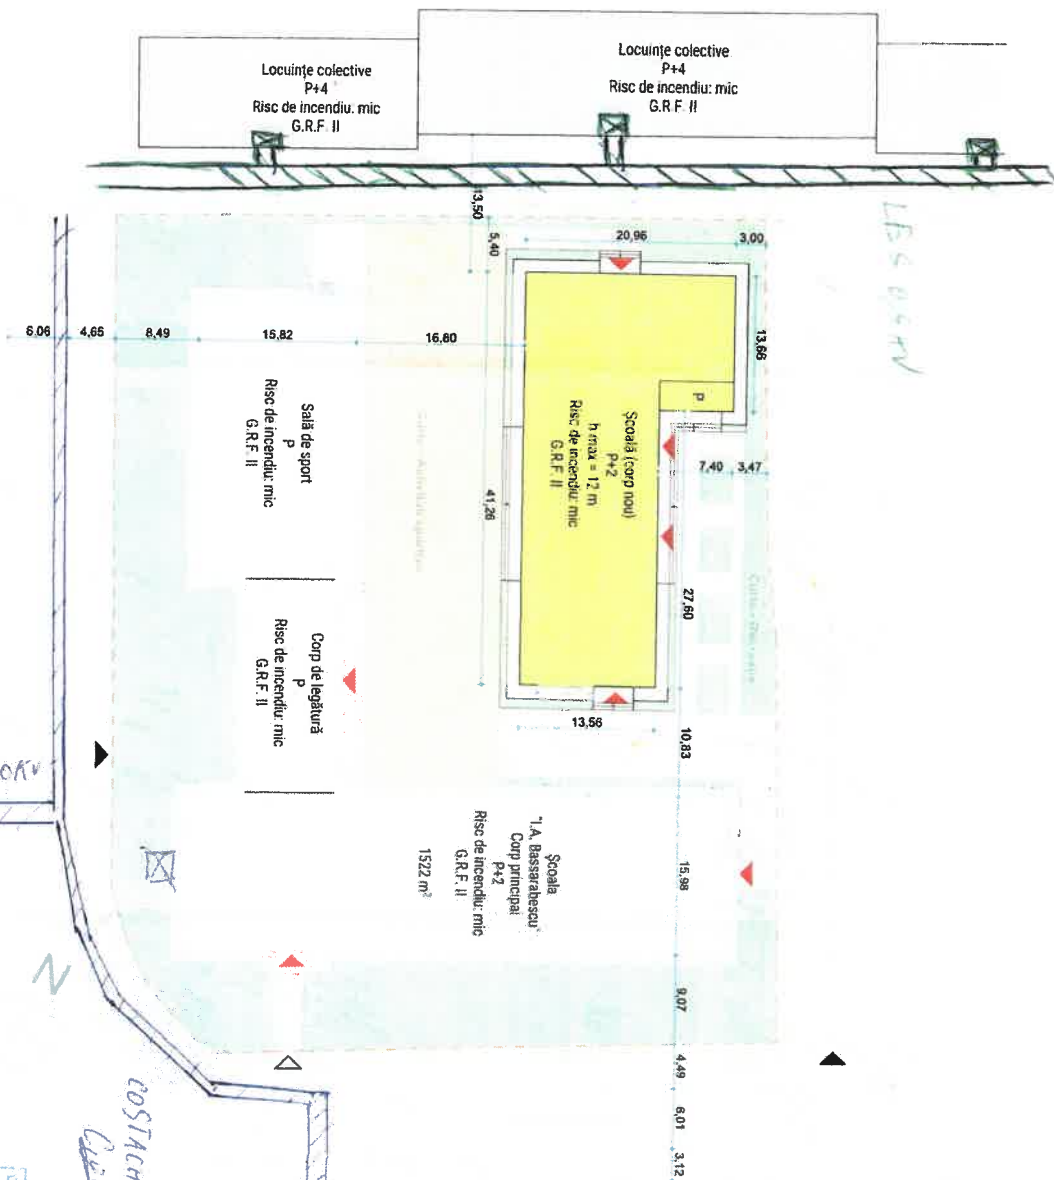 Locuințe colective
P+4
Risc de incendiu: mic
G.R.F. II
Locuințe colective
P+4
Risc de incendiu: mic
G.R.F. II
13,50
5,40
20,96
3,00
13,66
6,06
4,65
8,49
15,82
16,80
7,40
3,47
P
Școală (corp nou)
P+2
h max = 12 m
Risc de incendiu: mic
G.R.F. II
Sală de sport
P
Risc de incendiu: mic
G.R.F. II
41,26
27,60
Corp de legătură
P
Risc de incendiu: mic
G.R.F. II
13,56
10,83
Școala
"I.A. Bassarabescu"
Corp principal
P+2
Risc de incendiu: mic
G.R.F. II
1522 m²
15,98
9,07
4,49
6,01
3,12
N